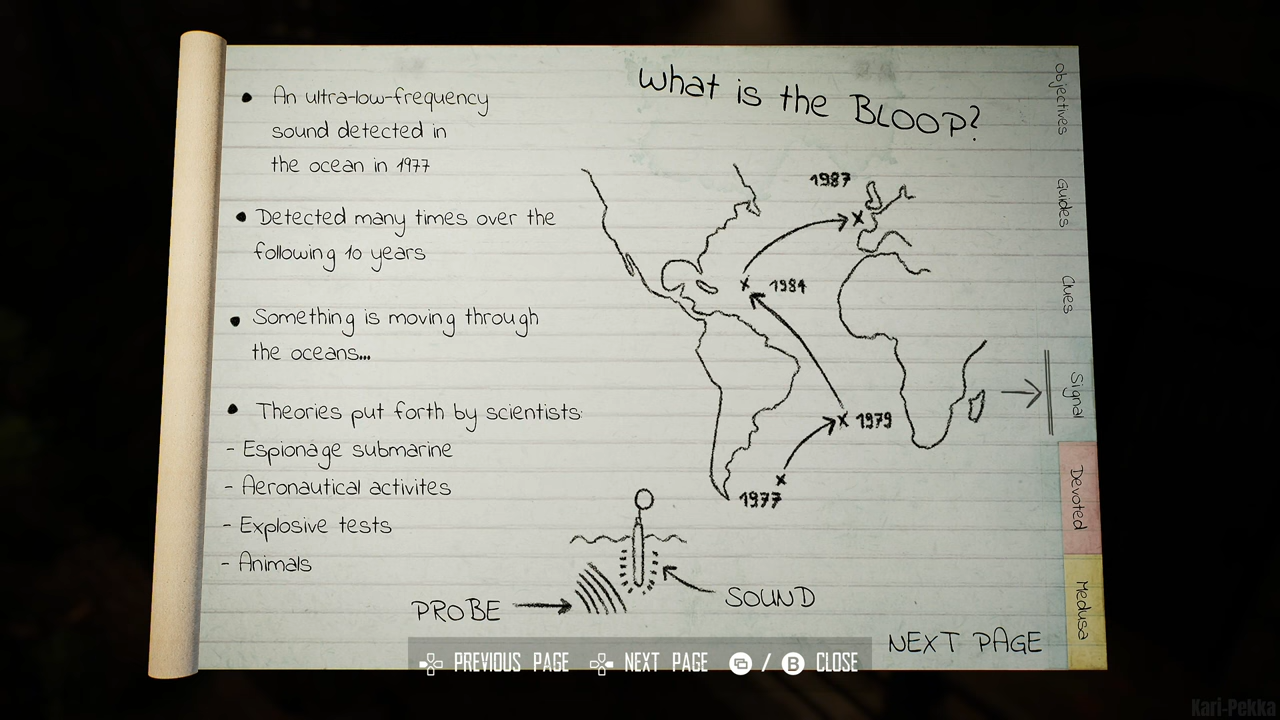 What is the BLOOP?
• An ultra-low-frequency
sound detected in
the ocean in 1977
• Detected many times over the
following 10 years
• Something is moving through
the oceans...
• Theories put forth by scientists:
- Espionage submarine
- Aeronautical activites
- Explosive tests
- Animals
1987
1984
1979
1977
PROBE
SOUND
NEXT PAGE
Objectives
Guides
Clues
Signal
Devoted
Medusa
PREVIOUS PAGE NEXT PAGE / B CLOSE
Kari-Pekka